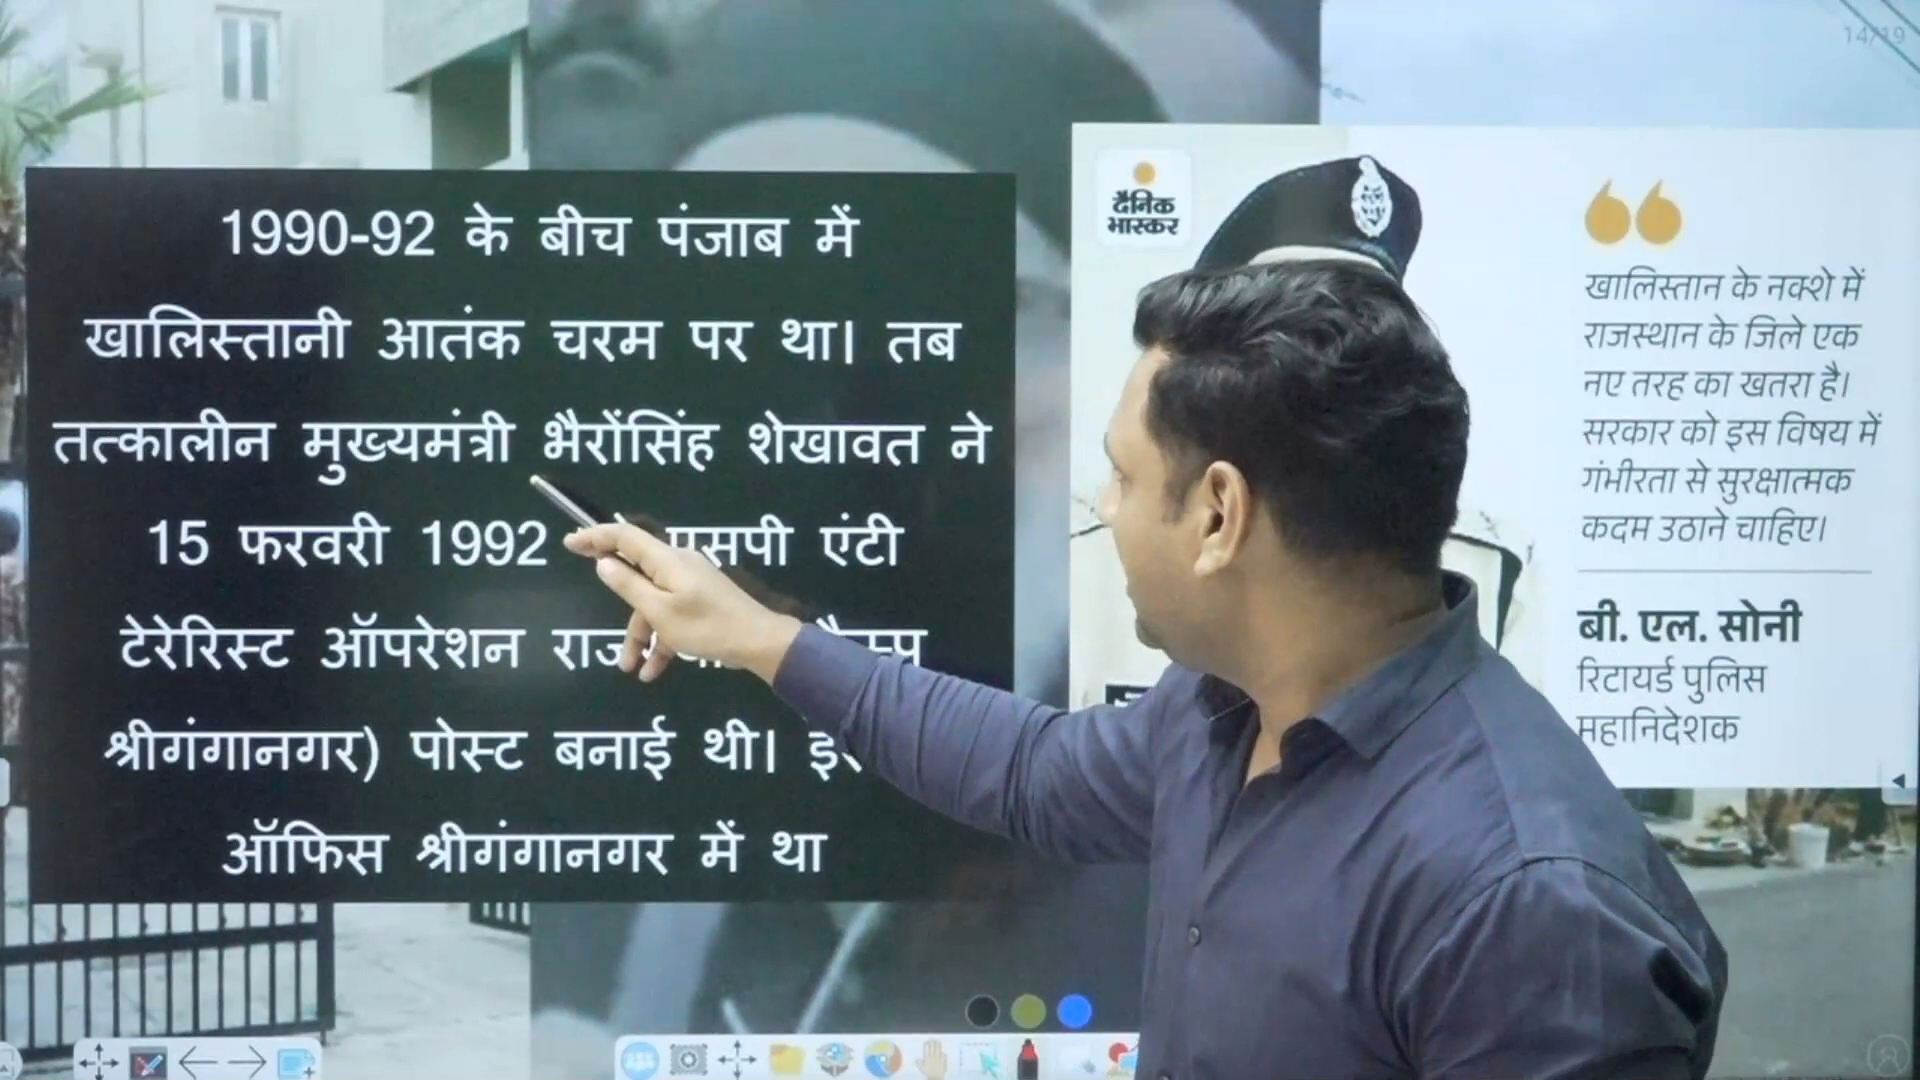 14/19
1990-92 के बीच पंजाब में
खालिस्तानी आतंक चरम पर था। तब
तत्कालीन मुख्यमंत्री भैरोंसिंह शेखावत ने
15 फरवरी 1992 एसपी एंटी
टेरेरिस्ट ऑपरेशन
श्रीगंगानगर) पोस्ट बनाई थी।
ऑफिस श्रीगंगानगर में था
दैनिक
भास्कर
खालिस्तान के नक्शे में
राजस्थान के जिले एक
नए तरह का खतरा है।
सरकार को इस विषय में
गंभीरता से सुरक्षात्मक
कदम उठाने चाहिए।
बी. एल. सोनी
रिटायर्ड पुलिस
महानिदेशक